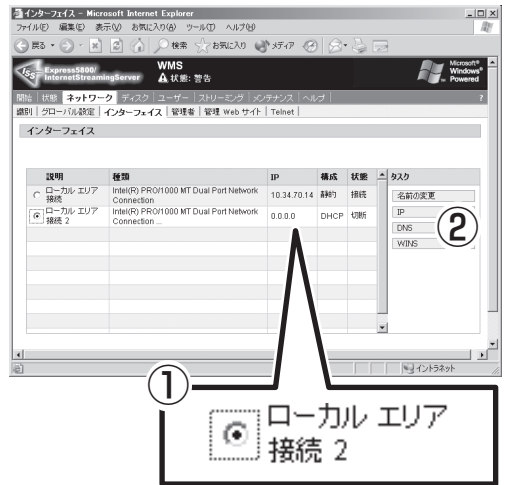 インターフェイス - Microsoft Internet Explorer
ファイル(F) 編集(E) 表示(V) お気に入り(A) ツール(T) ヘルプ(H)
戻る 検索 お気に入り メディア
ISS Express5800/
InternetStreamingServer
WMS
状態: 警告
Microsoft®
Windows®
Powered
開始 | 状態 | ネットワーク | ディスク | ユーザー | ストリーミング | メンテナンス | ヘルプ | ?
識別 | グローバル設定 | インターフェイス | 管理者 | 管理 Web サイト | Telnet |
インターフェイス
説明 種類 IP 構成 状態 タスク
ローカル エリア
接続
Intel(R) PRO/1000 MT Dual Port Network
Connection
10.34.70.14 静的 接続
ローカル エリア
接続 2
Intel(R) PRO/1000 MT Dual Port Network
Connection ...
0.0.0.0 DHCP 切断
名前の変更
IP
DNS
WINS
②
イントラネット
①
ローカル エリア
接続 2